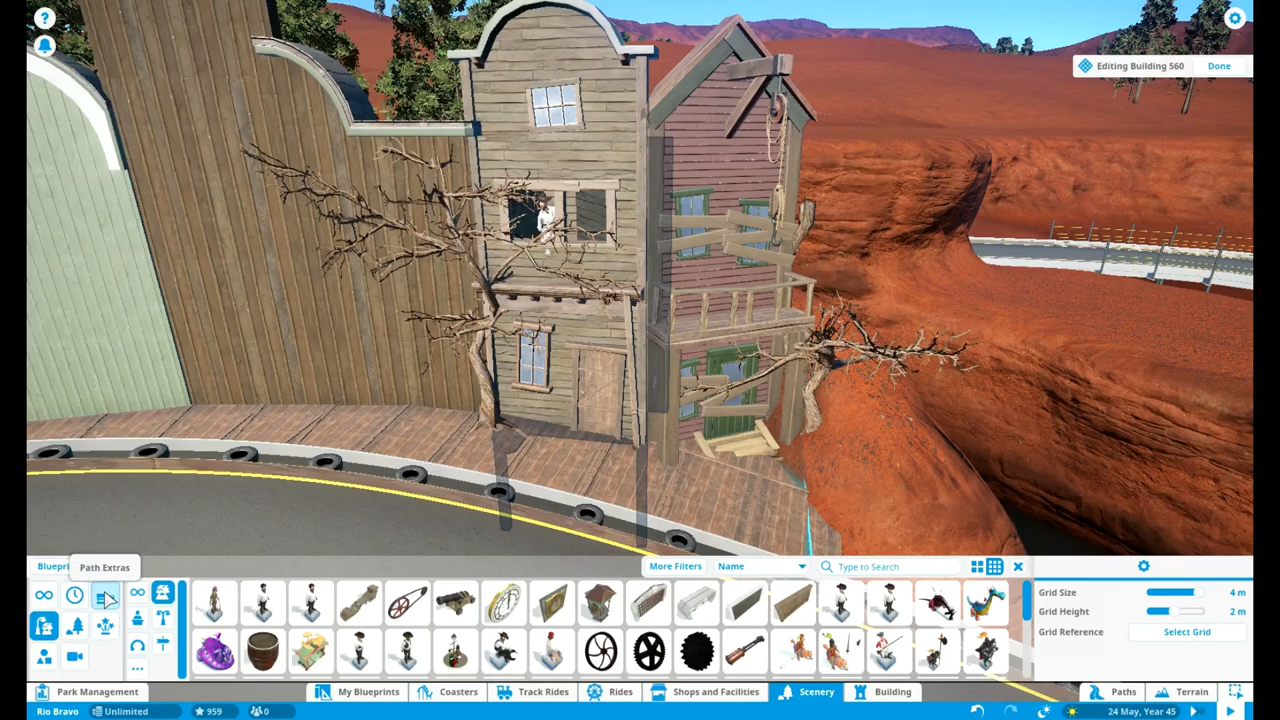 ?
Editing Building 560 Done
Bluepri
Path Extras
More Filters Name Type to Search
Grid Size 4 m
Grid Height 2 m
Grid Reference Select Grid
Park Management My Blueprints Coasters Track Rides Rides Shops and Facilities Scenery Building Paths Terrain
Rio Bravo Unlimited 959 0 24 May, Year 45